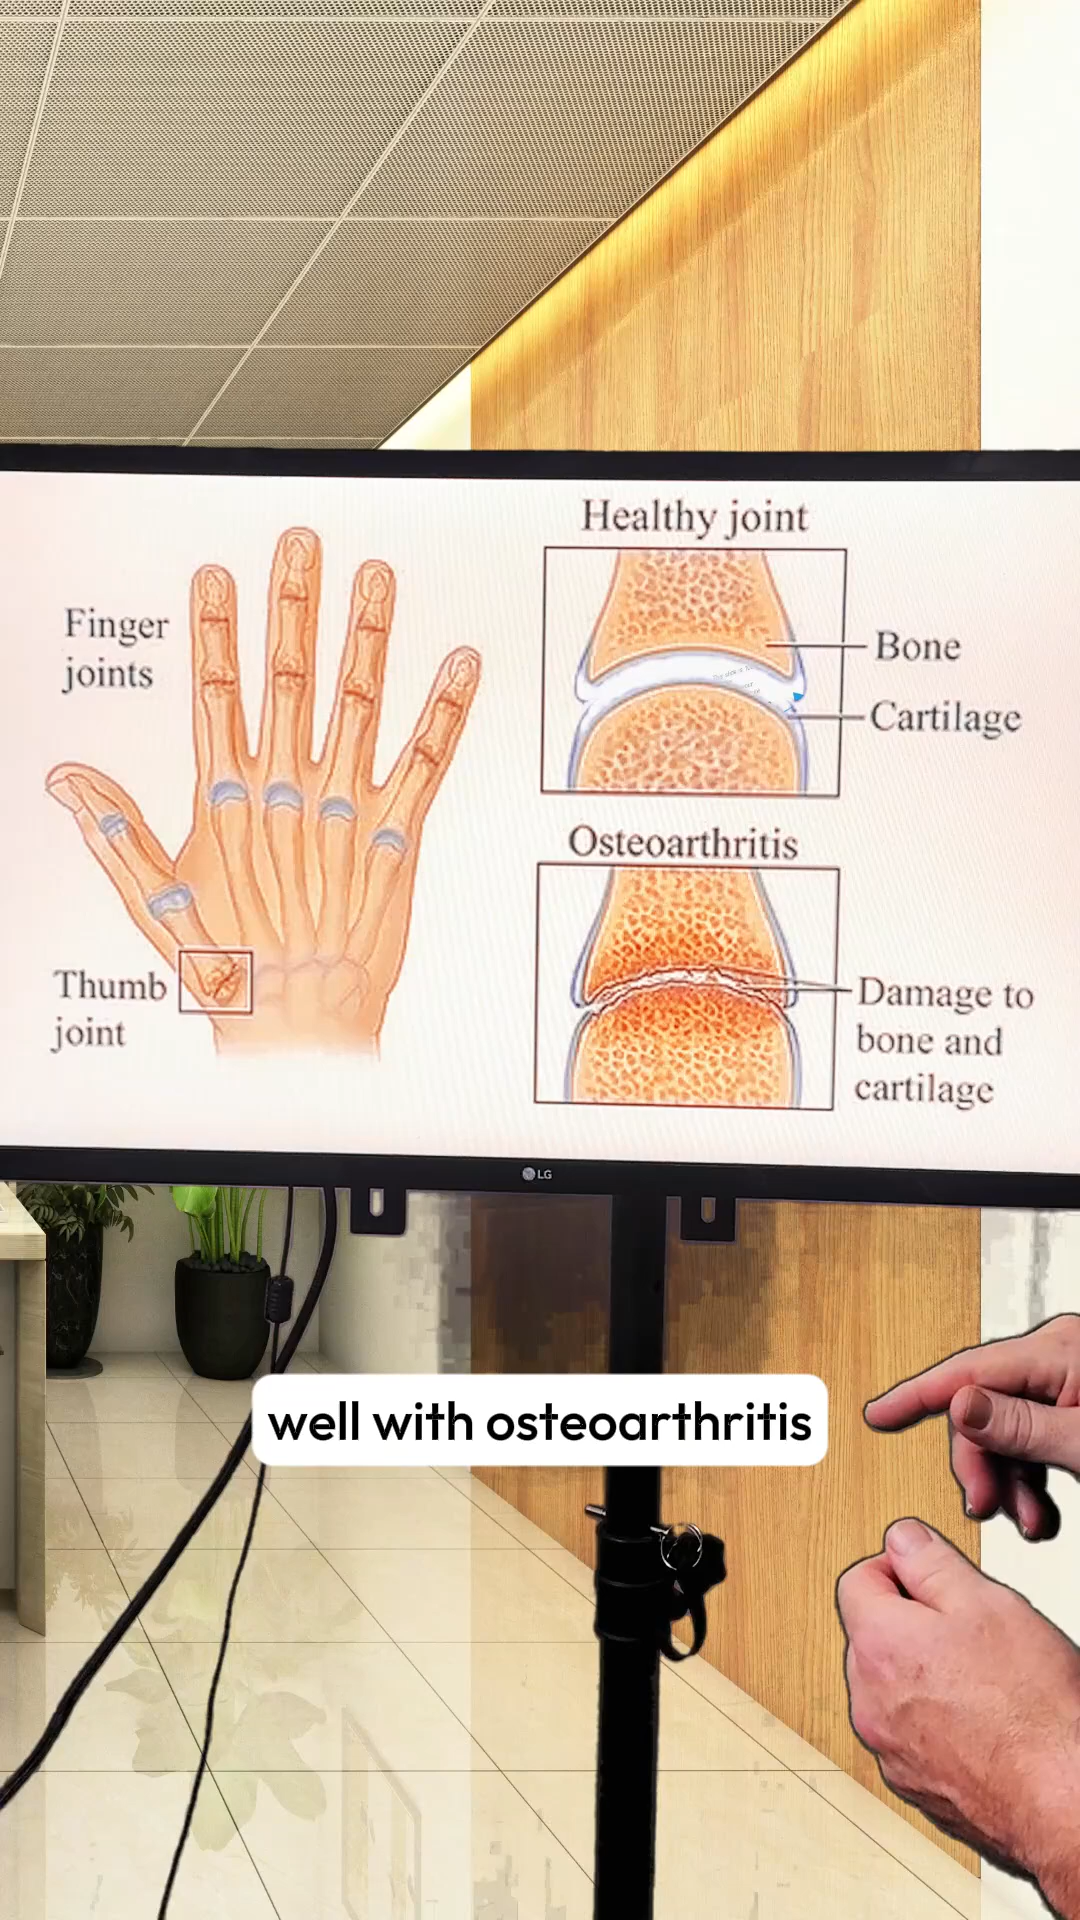 Healthy joint
Finger
joints
Bone
Cartilage
Osteoarthritis
Thumb
joint
Damage to
bone and
cartilage
LG
well with osteoarthritis